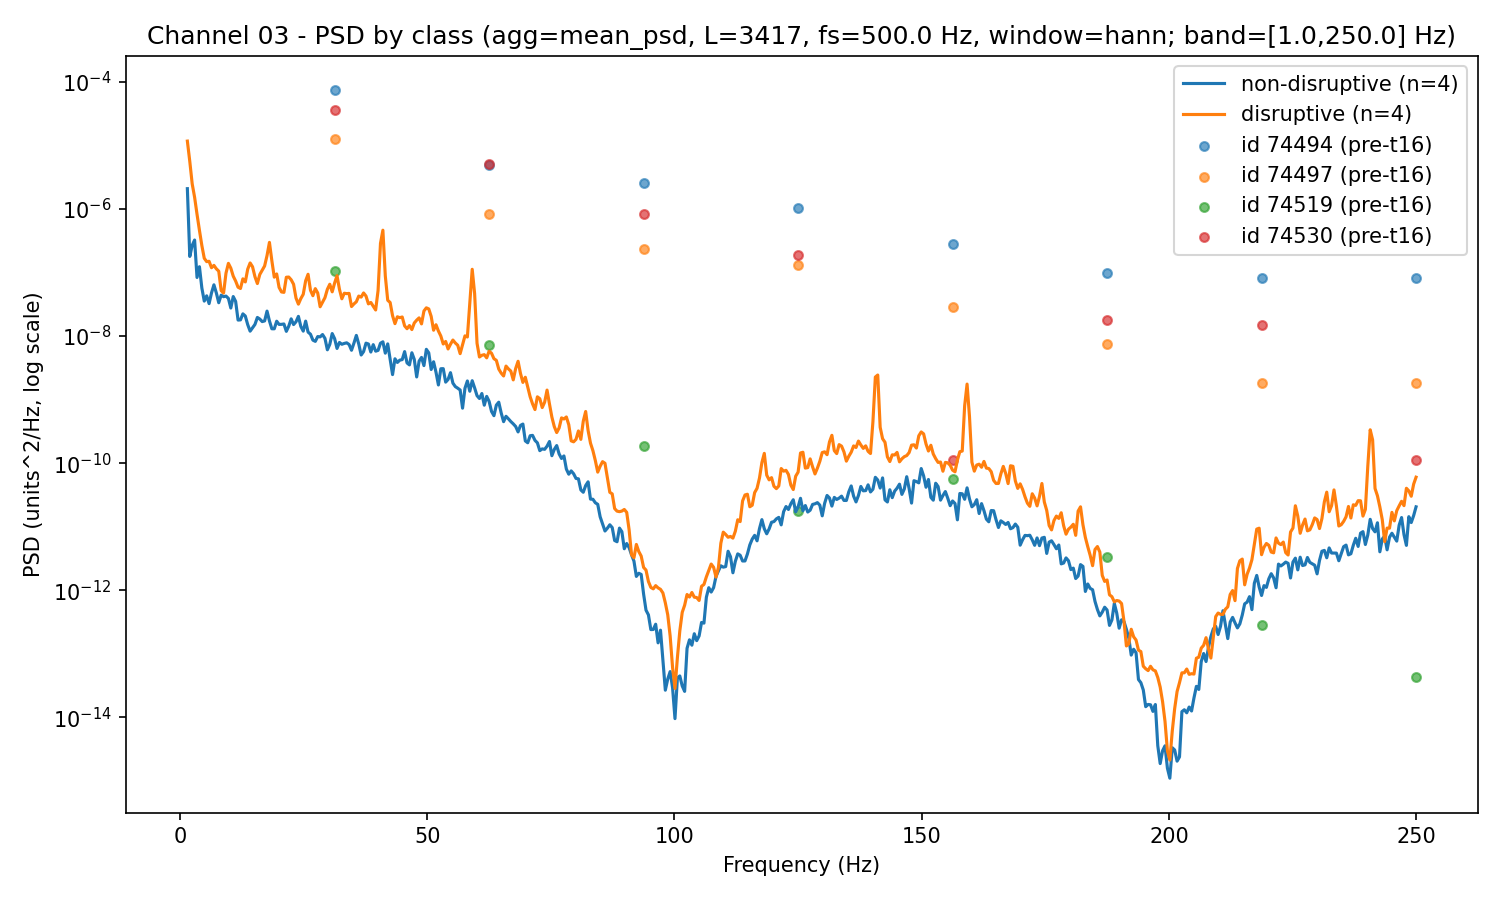 Channel 03 - PSD by class (agg=mean_psd, L=3417, fs=500.0 Hz, window=hann; band=[1.0,250.0] Hz)
non-disruptive (n=4)
disruptive (n=4)
id 74494 (pre-t16)
id 74497 (pre-t16)
id 74519 (pre-t16)
id 74530 (pre-t16)
PSD (units^2/Hz, log scale)
10⁻⁴
10⁻⁶
10⁻⁸
10⁻¹⁰
10⁻¹²
10⁻¹⁴
0 50 100 150 200 250
Frequency (Hz)